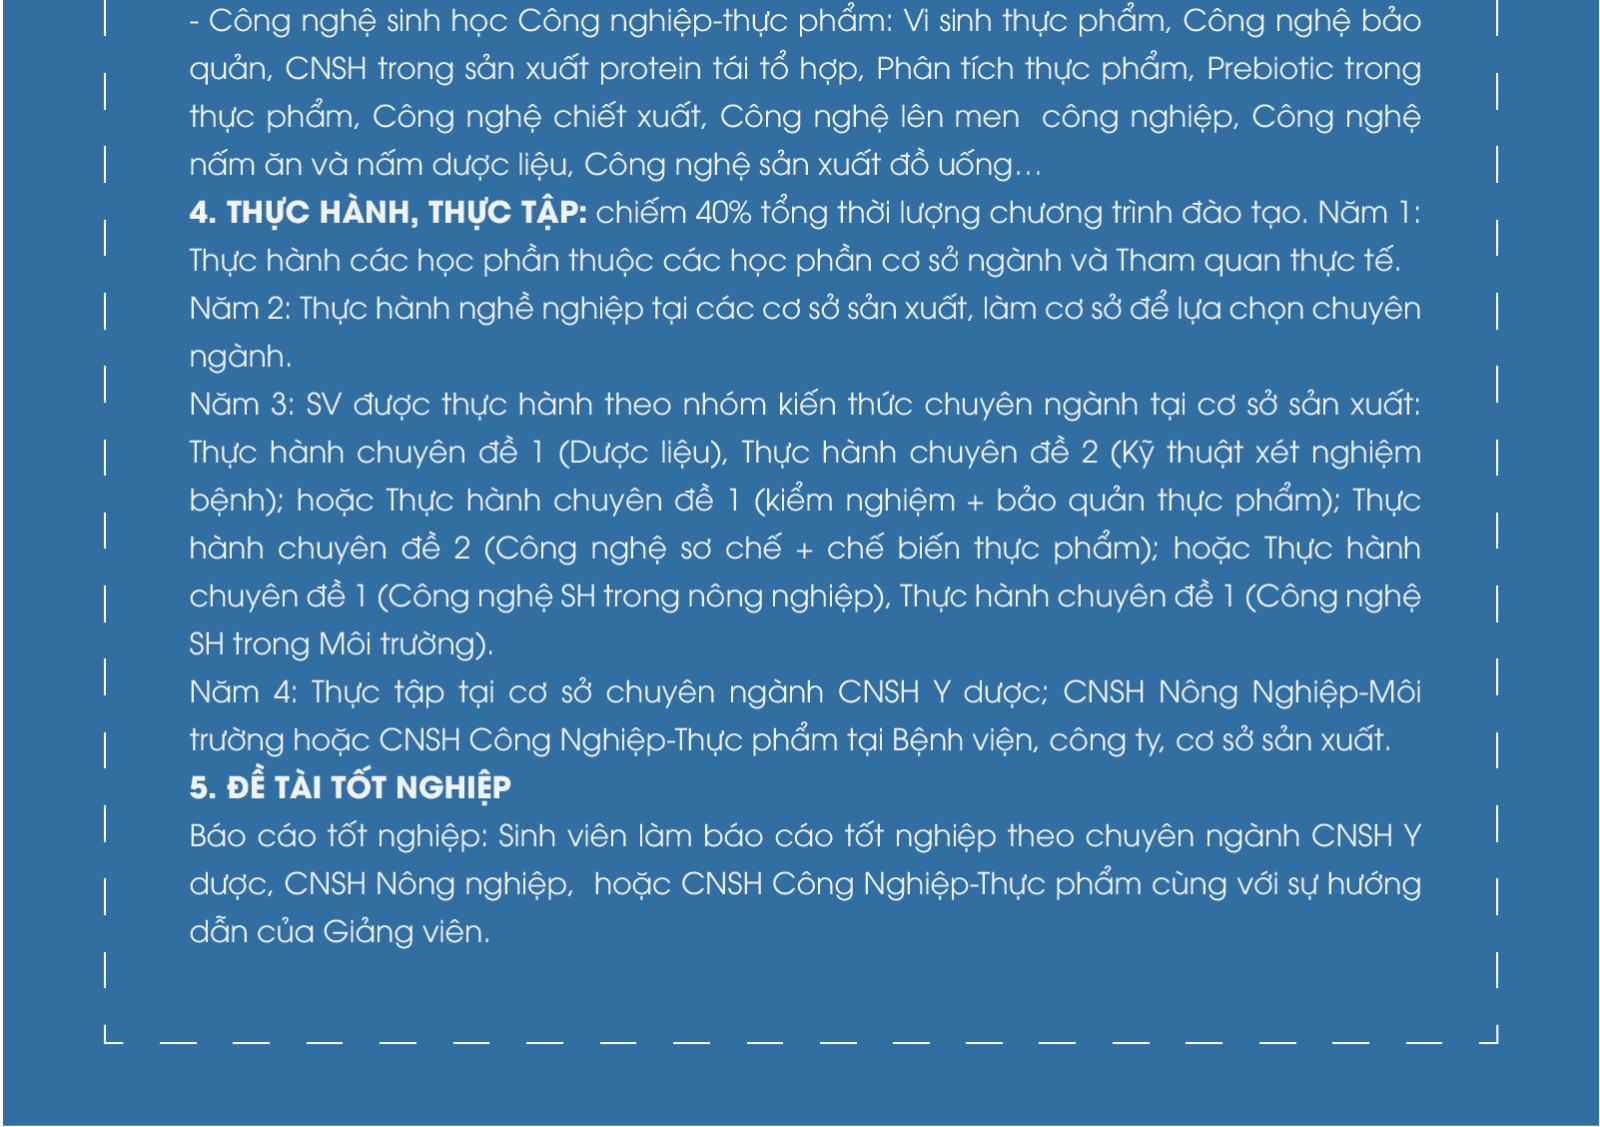 - Công nghệ sinh học Công nghiệp-thực phẩm: Vi sinh thực phẩm, Công nghệ bảo
quản, CNSH trong sản xuất protein tái tổ hợp, Phân tích thực phẩm, Prebiotic trong
thực phẩm, Công nghệ chiết xuất, Công nghệ lên men  công nghiệp, Công nghệ
nấm ăn và nấm dược liệu, Công nghệ sản xuất đồ uống...
4. THỰC HÀNH, THỰC TẬP: chiếm 40% tổng thời lượng chương trình đào tạo. Năm 1:
Thực hành các học phần thuộc các học phần cơ sở ngành và Tham quan thực tế.
Năm 2: Thực hành nghề nghiệp tại các cơ sở sản xuất, làm cơ sở để lựa chọn chuyên
ngành.
Năm 3: SV được thực hành theo nhóm kiến thức chuyên ngành tại cơ sở sản xuất:
Thực hành chuyên đề 1 (Dược liệu), Thực hành chuyên đề 2 (Kỹ thuật xét nghiệm
bệnh); hoặc Thực hành chuyên đề 1 (kiểm nghiệm + bảo quản thực phẩm); Thực
hành chuyên đề 2 (Công nghệ sơ chế + chế biến thực phẩm); hoặc Thực hành
chuyên đề 1 (Công nghệ SH trong nông nghiệp), Thực hành chuyên đề 1 (Công nghệ
SH trong Môi trường).
Năm 4: Thực tập tại cơ sở chuyên ngành CNSH Y dược; CNSH Nông Nghiệp-Môi
trường hoặc CNSH Công Nghiệp-Thực phẩm tại Bệnh viện, công ty, cơ sở sản xuất.
5. ĐỀ TÀI TỐT NGHIỆP
Báo cáo tốt nghiệp: Sinh viên làm báo cáo tốt nghiệp theo chuyên ngành CNSH Y
dược, CNSH Nông nghiệp,  hoặc CNSH Công Nghiệp-Thực phẩm cùng với sự hướng
dẫn của Giảng viên.